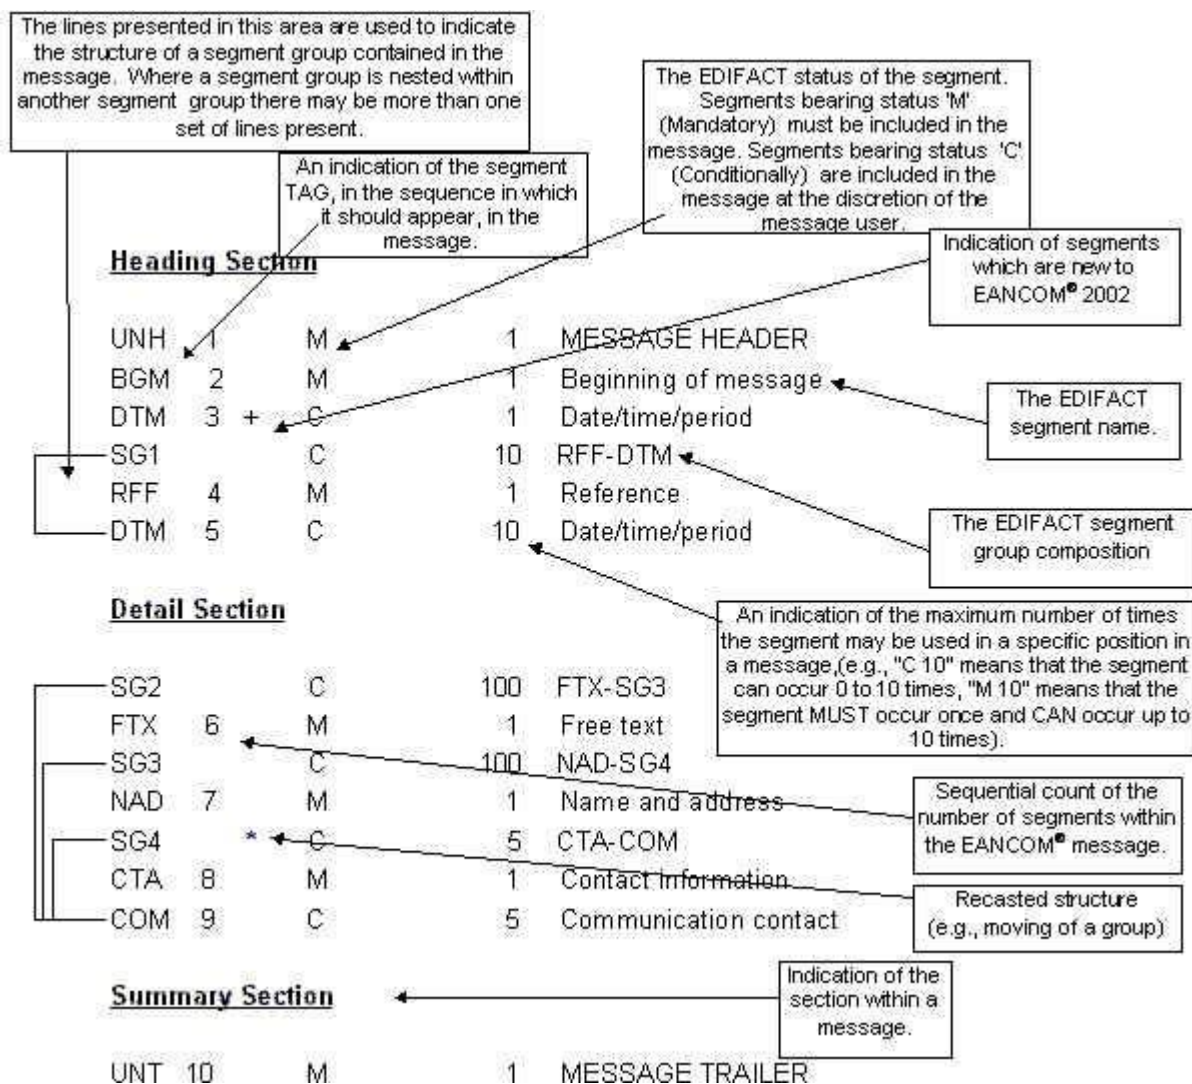 The lines presented in this area are used to indicate
the structure of a segment group contained in the
message. Where a segment group is nested within
another segment group there may be more than one
set of lines present.
The EDIFACT status of the segment.
Segments bearing status 'M'
(Mandatory) must be included in the
message. Segments bearing status 'C'
(Conditionally) are included in the
message at the discretion of the
message user.
An indication of the segment
TAG, in the sequence in which
it should appear, in the
message.
Indication of segments
which are new to
EANCOM® 2002
Heading Section
UNH 1 M 1 MESSAGE HEADER
BGM 2 M 1 Beginning of message
DTM 3 + C 1 Date/time/period
SG1 C 10 RFF-DTM
RFF 4 M 1 Reference
DTM 5 C 10 Date/time/period
The EDIFACT
segment name.
The EDIFACT segment
group composition
An indication of the maximum number of times
the segment may be used in a specific position in
a message,(e.g., "C 10" means that the segment
can occur 0 to 10 times, "M 10" means that the
segment MUST occur once and CAN occur up to
10 times).
Detail Section
SG2 C 100 FTX-SG3
FTX 6 M 1 Free text
SG3 C 100 NAD-SG4
NAD 7 M 1 Name and address
SG4 * C 5 CTA-COM
CTA 8 M 1 Contact information
COM 9 C 5 Communication contact
Sequential count of the
number of segments within
the EANCOM® message.
Recasted structure
(e.g., moving of a group)
Indication of the
section within a
message.
Summary Section
UNT 10 M 1 MESSAGE TRAILER